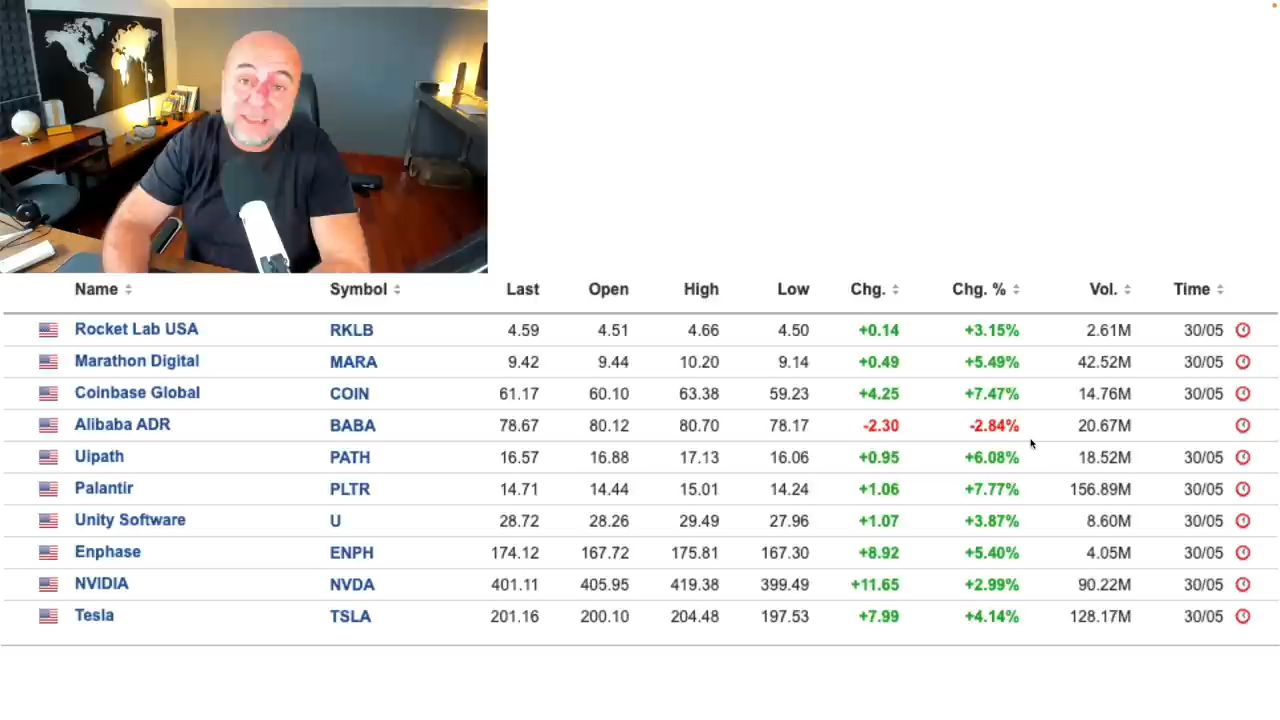 Name Symbol Last Open High Low Chg. Chg. % Vol. Time
Rocket Lab USA RKLB 4.59 4.51 4.66 4.50 +0.14 +3.15% 2.61M 30/05
Marathon Digital MARA 9.42 9.44 10.20 9.14 +0.49 +5.49% 42.52M 30/05
Coinbase Global COIN 61.17 60.10 63.38 59.23 +4.25 +7.47% 14.76M 30/05
Alibaba ADR BABA 78.67 80.12 80.70 78.17 -2.30 -2.84% 20.67M
Uipath PATH 16.57 16.88 17.13 16.06 +0.95 +6.08% 18.52M 30/05
Palantir PLTR 14.71 14.44 15.01 14.24 +1.06 +7.77% 156.89M 30/05
Unity Software U 28.72 28.26 29.49 27.96 +1.07 +3.87% 8.60M 30/05
Enphase ENPH 174.12 167.72 175.81 167.30 +8.92 +5.40% 4.05M 30/05
NVIDIA NVDA 401.11 405.95 419.38 399.49 +11.65 +2.99% 90.22M 30/05
Tesla TSLA 201.16 200.10 204.48 197.53 +7.99 +4.14% 128.17M 30/05